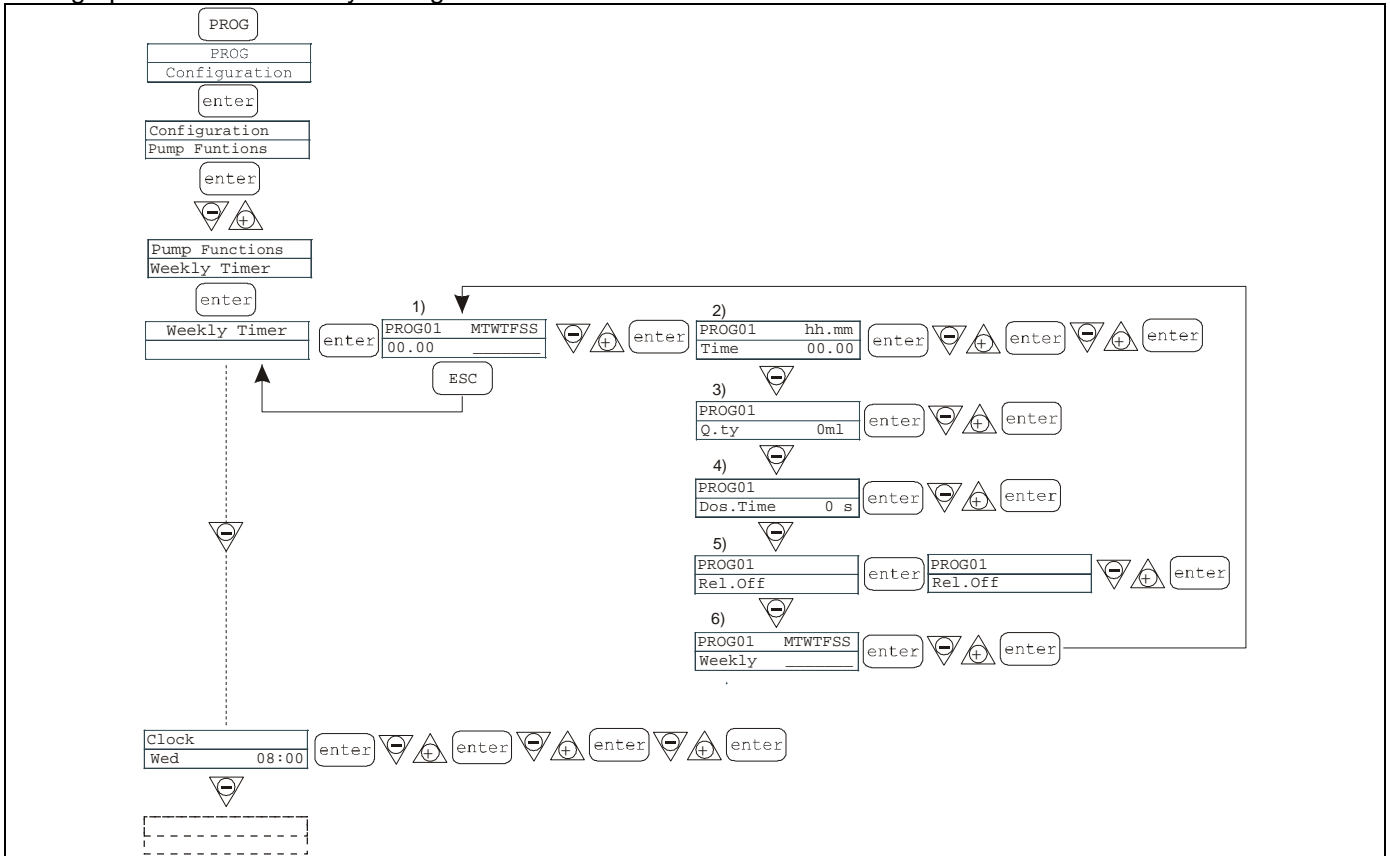 PROG
PROG
Configuration
enter
Configuration
Pump Funtions
enter
Pump Functions
Weekly Timer
enter
Weekly Timer
enter
1)
PROG01 MTWTFSS
00.00 _______
ESC
enter
2)
PROG01 hh.mm
Time 00.00
enter
enter
enter
3)
PROG01
Q.ty 0ml
enter
enter
4)
PROG01
Dos.Time 0 s
enter
enter
5)
PROG01
Rel.Off
enter
PROG01
Rel.Off
enter
6)
PROG01 MTWTFSS
Weekly _______
enter
enter
Clock
Wed 08:00
enter
enter
enter
enter